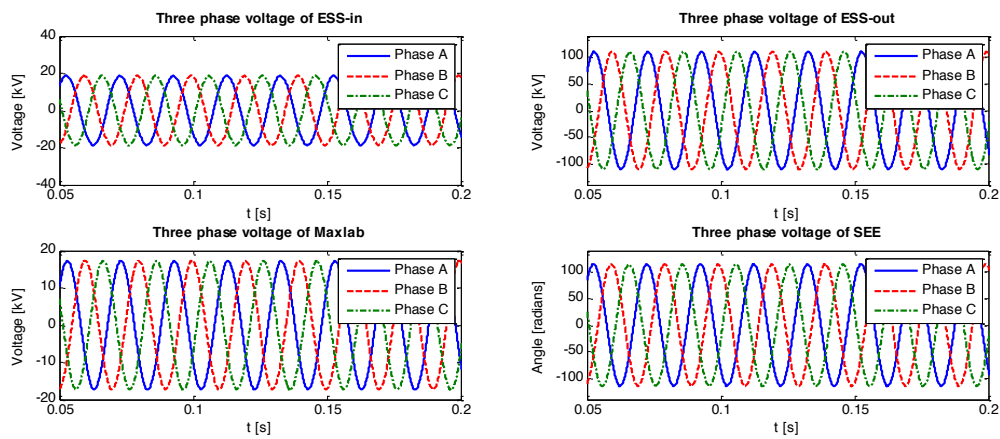 Three phase voltage of ESS-in
Voltage [kV]
40
20
0
-20
-40
0.05
0.1
0.15
0.2
t [s]
Phase A
Phase B
Phase C
Three phase voltage of ESS-out
Voltage [kV]
100
50
0
-50
-100
0.05
0.1
0.15
0.2
t [s]
Phase A
Phase B
Phase C
Three phase voltage of Maxlab
Voltage [kV]
20
10
0
-10
-20
0.05
0.1
0.15
0.2
t [s]
Phase A
Phase B
Phase C
Three phase voltage of SEE
Angle [radians]
100
50
0
-50
-100
0.05
0.1
0.15
0.2
t [s]
Phase A
Phase B
Phase C